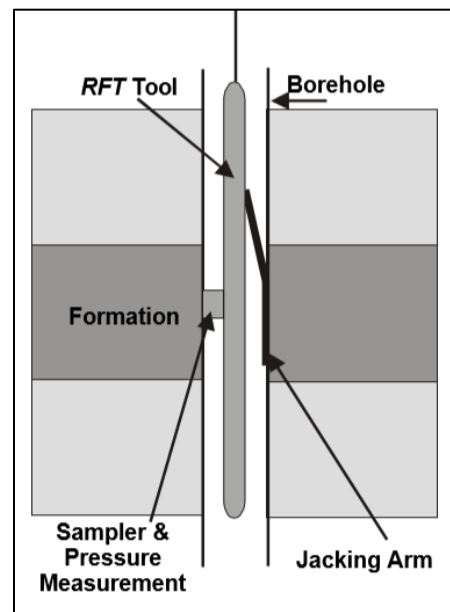 RFT Tool
Borehole
Formation
Sampler &
Pressure
Measurement
Jacking Arm